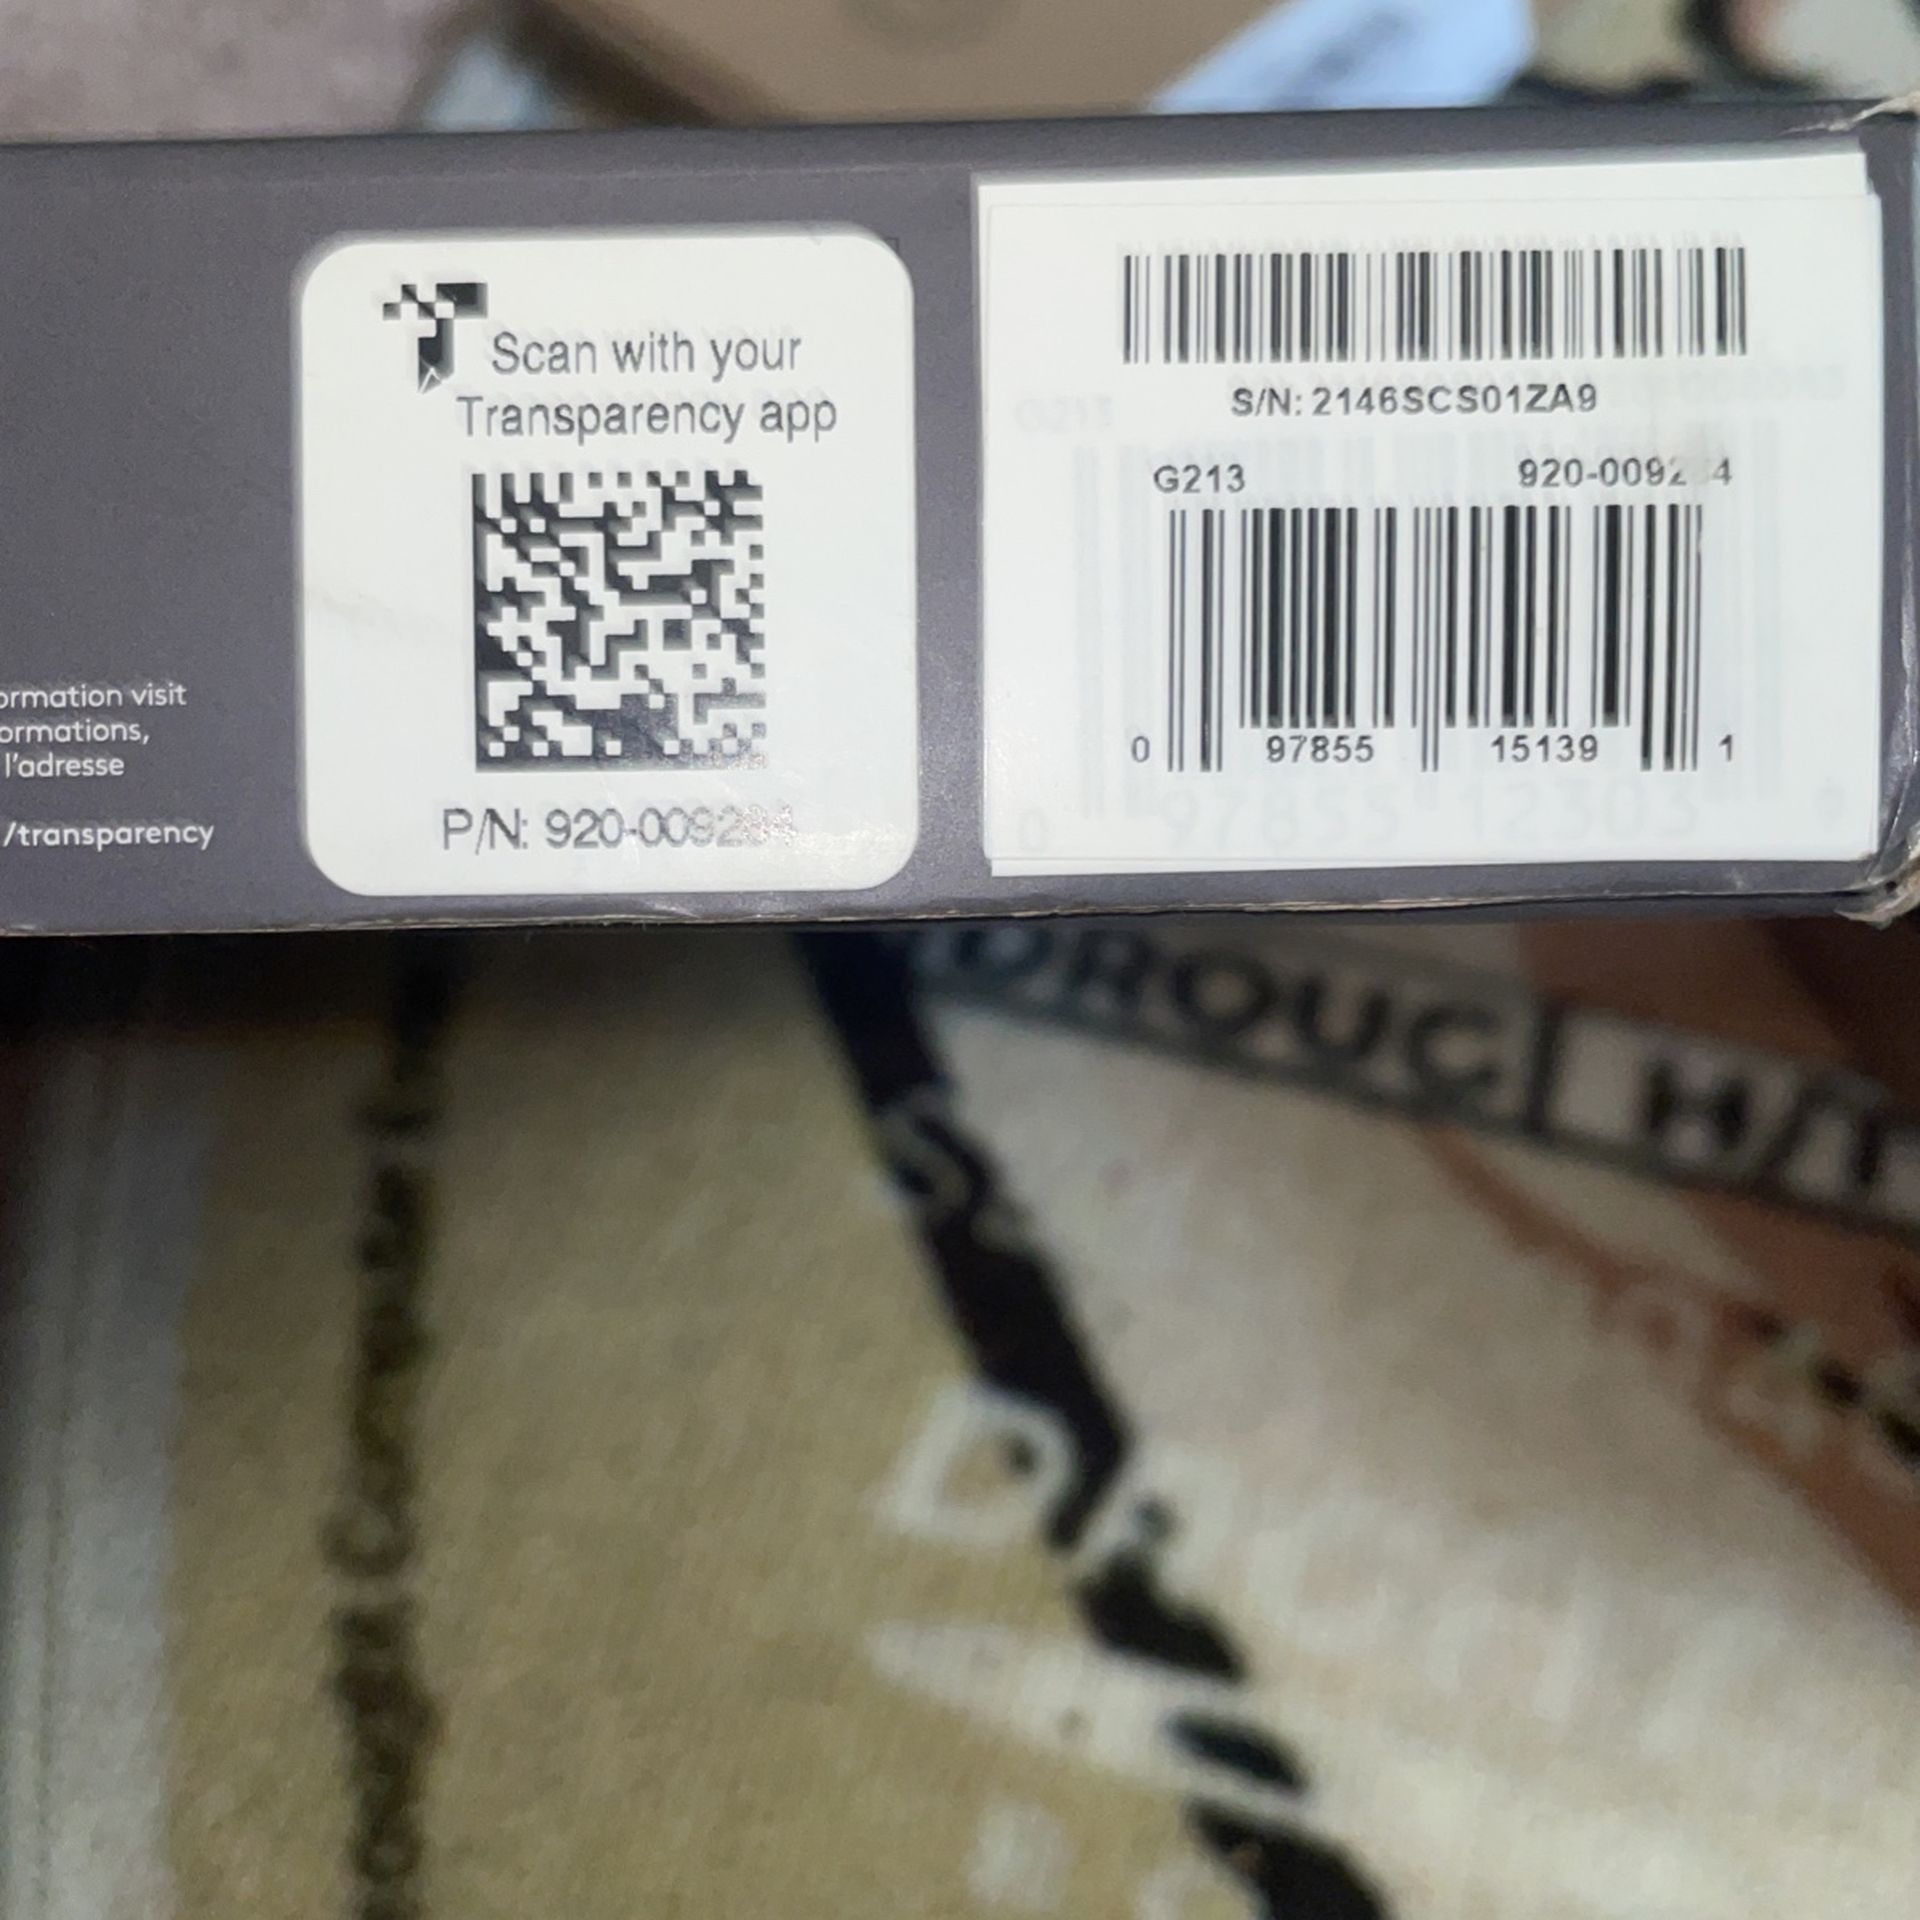 ormation visit
ormations,
l'adresse
/transparency
Scan with your
Transparency app
S/N: 2146SCS01ZA9
G213
0 97855 15139 1